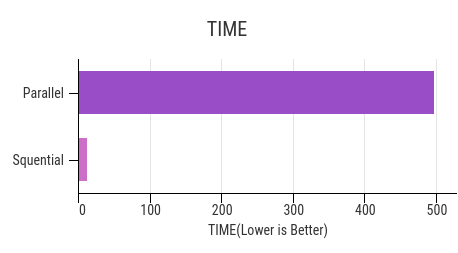 TIME
Parallel
Squential
0 100 200 300 400 500
TIME(Lower is Better)